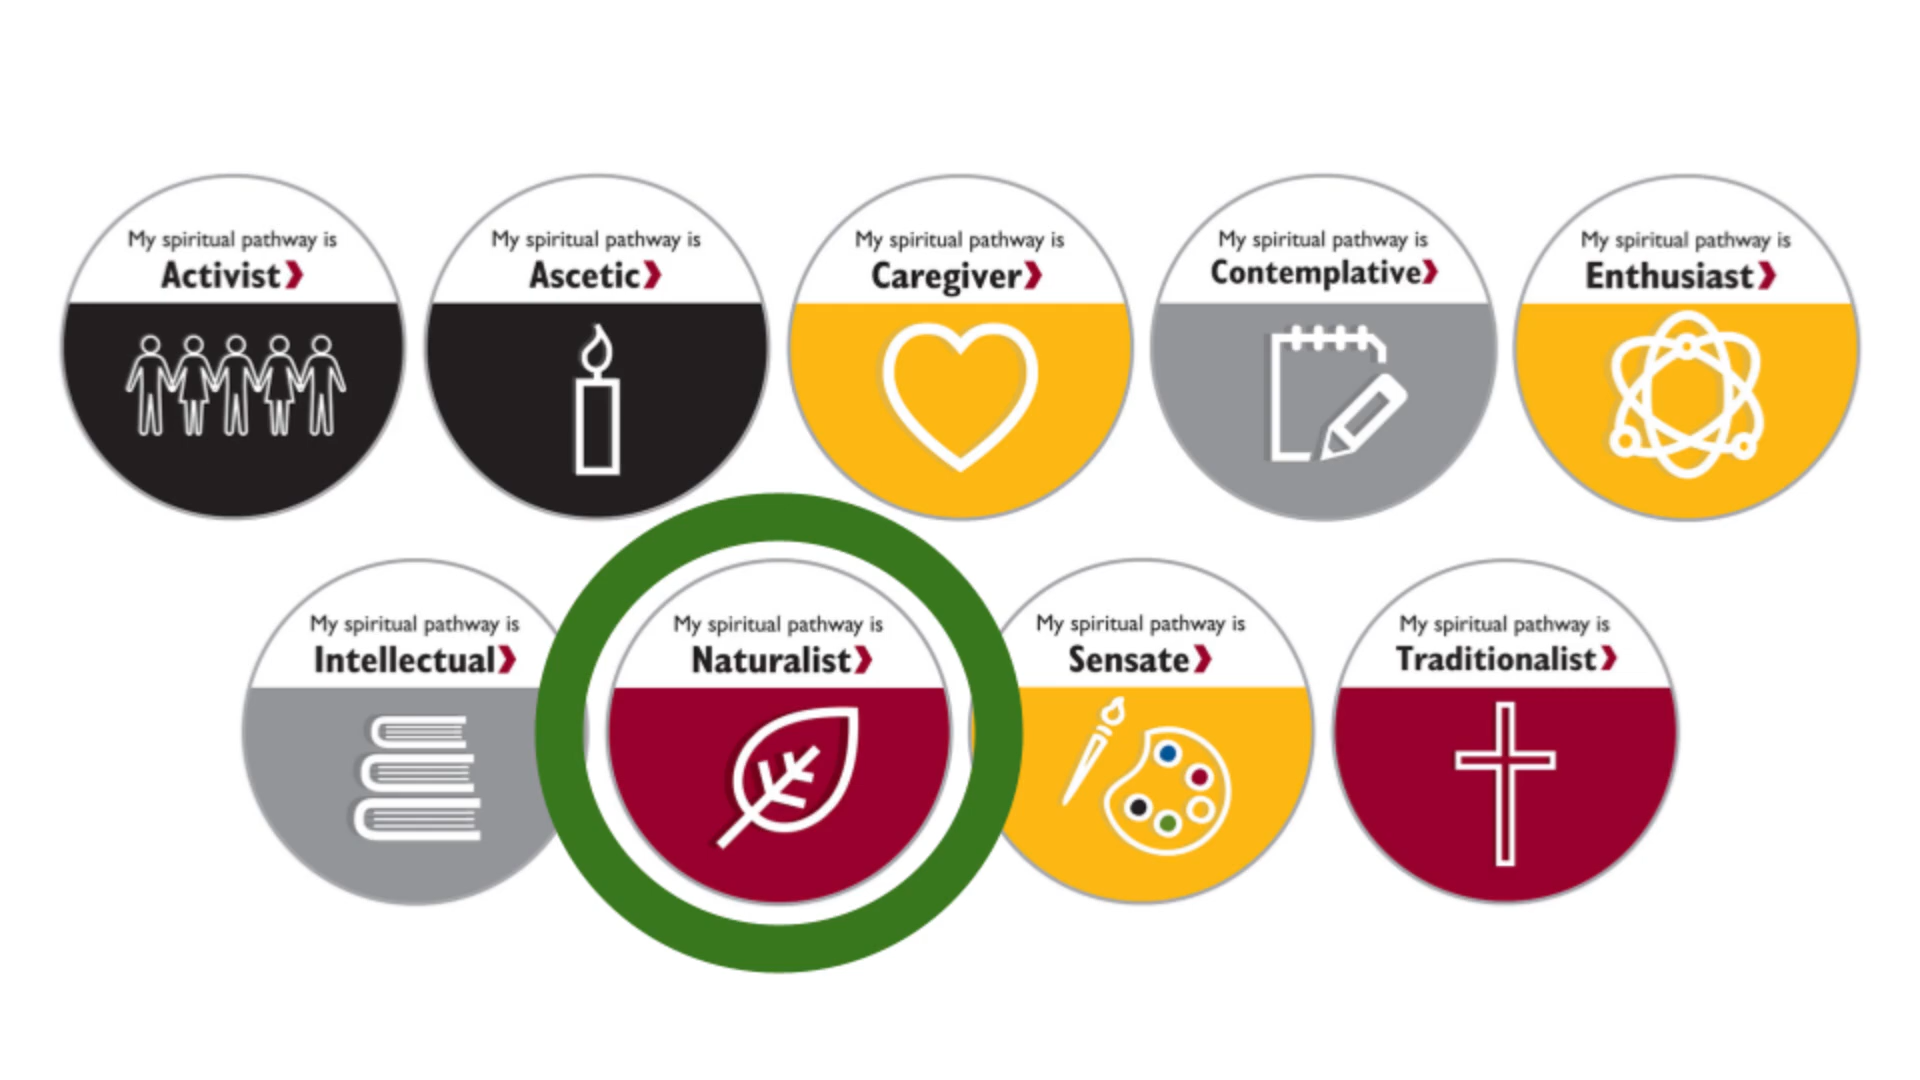 My spiritual pathway is
Activist
My spiritual pathway is
Ascetic
My spiritual pathway is
Caregiver
My spiritual pathway is
Contemplative
My spiritual pathway is
Enthusiast
My spiritual pathway is
Intellectual
My spiritual pathway is
Naturalist
My spiritual pathway is
Sensate
My spiritual pathway is
Traditionalist